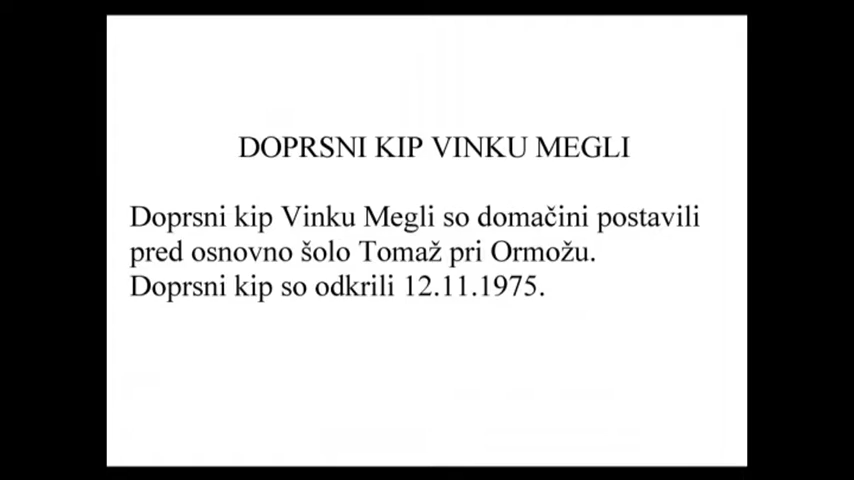 DOPRSNI KIP VINKU MEGLI
Doprsni kip Vinku Megli so domačini postavili
pred osnovno šolo Tomaž pri Ormožu.
Doprsni kip so odkrili 12.11.1975.